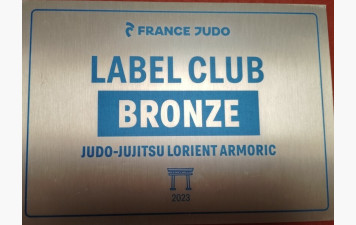 FRANCE JUDO
LABEL CLUB
BRONZE
JUDO-JUJITSU LORIENT ARMORIC
2023